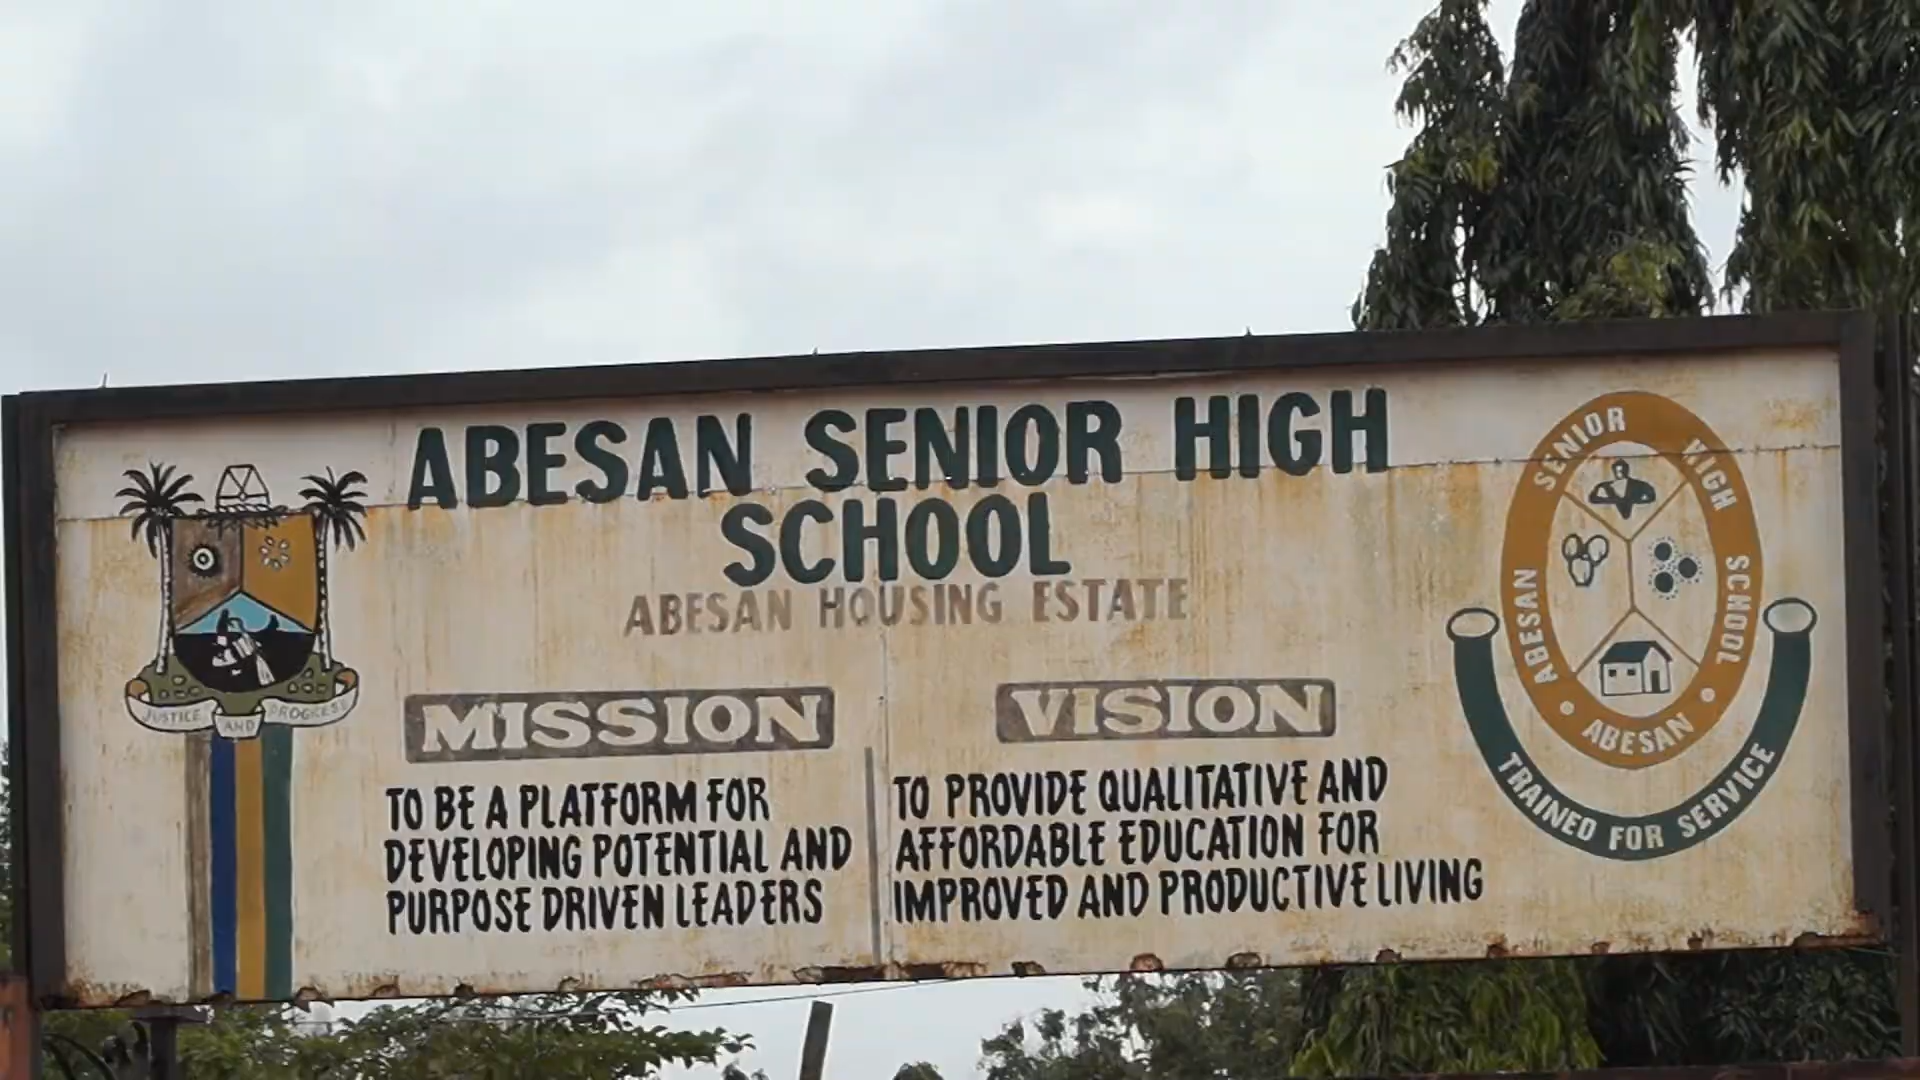 ABESAN SENIOR HIGH
SCHOOL
ABESAN HOUSING ESTATE
JUSTICE AND PROGRESS
MISSION
TO BE A PLATFORM FOR
DEVELOPING POTENTIAL AND
PURPOSE DRIVEN LEADERS
VISION
TO PROVIDE QUALITATIVE AND
AFFORDABLE EDUCATION FOR
IMPROVED AND PRODUCTIVE LIVING
ABESAN SENIOR HIGH SCHOOL
ABESAN
TRAINED FOR SERVICE